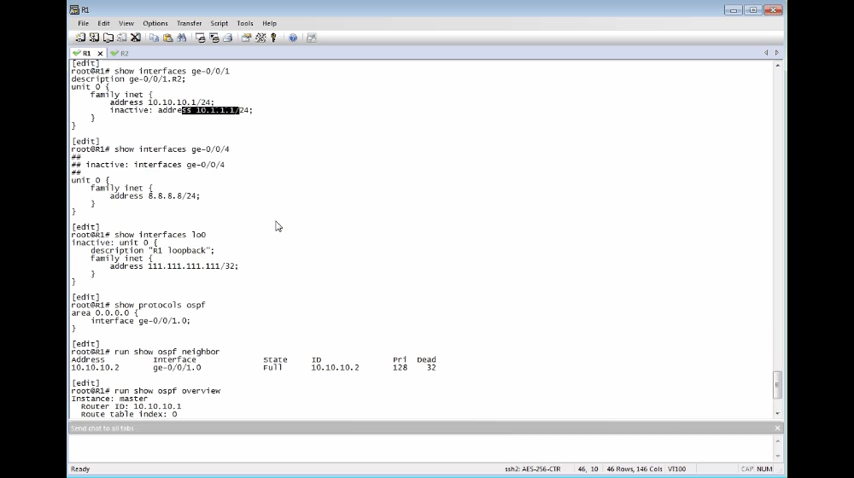 R1
File Edit View Options Transfer Script Tools Help
R1 R2
[edit]
root@R1# show interfaces ge-0/0/1
description ge-0/0/1.R2;
unit 0 {
family inet {
address 10.10.10.1/24;
inactive: address 10.1.1.1/24;
}
}
[edit]
root@R1# show interfaces ge-0/0/4
##
## inactive: interfaces ge-0/0/4
##
unit 0 {
family inet {
address 8.8.8.8/24;
}
}
[edit]
root@R1# show interfaces lo0
inactive: unit 0 {
description "R1 loopback";
family inet {
address 111.111.111.111/32;
}
}
[edit]
root@R1# show protocols ospf
area 0.0.0.0 {
interface ge-0/0/1.0;
}
[edit]
root@R1# run show ospf neighbor
Address Interface State ID Pri Dead
10.10.10.2 ge-0/0/1.0 Full 10.10.10.2 128 32
[edit]
root@R1# run show ospf overview
Instance: master
Router ID: 10.10.10.1
Route table index: 0
Send chat to all tabs
Ready ssh2: AES-256-CTR 46, 10 46 Rows, 146 Cols VT100 CAP NUM